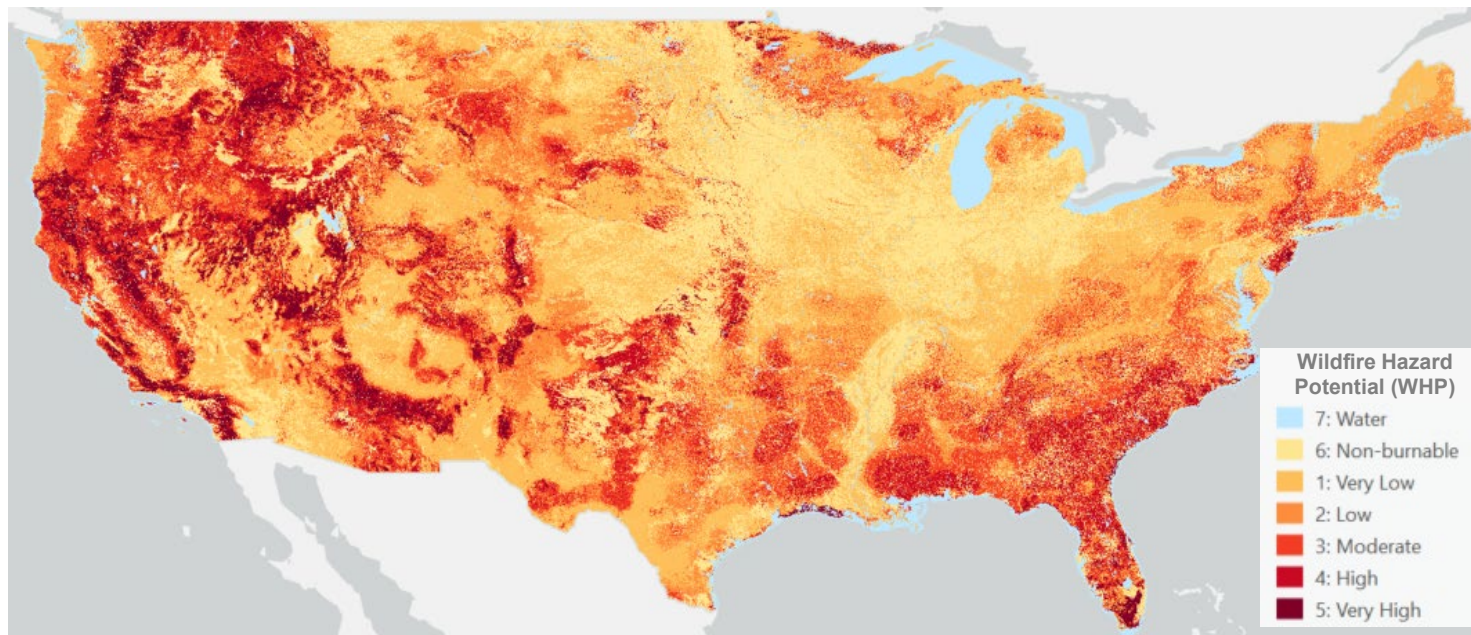 Wildfire Hazard
Potential (WHP)
7: Water
6: Non-burnable
1: Very Low
2: Low
3: Moderate
4: High
5: Very High